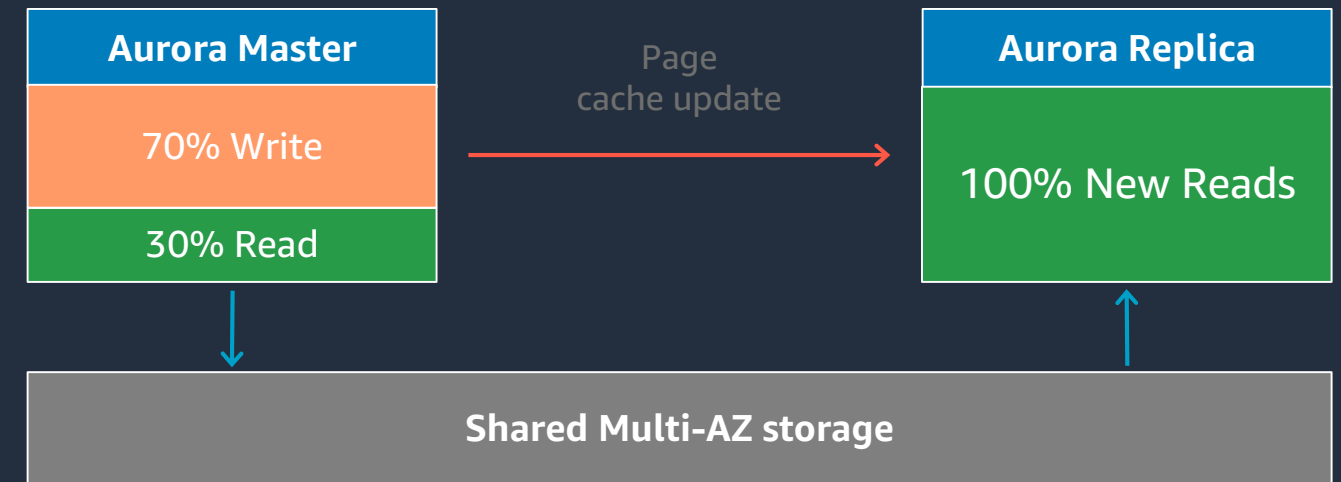 Aurora Master
70% Write
30% Read
Page
cache update
Aurora Replica
100% New Reads
Shared Multi-AZ storage